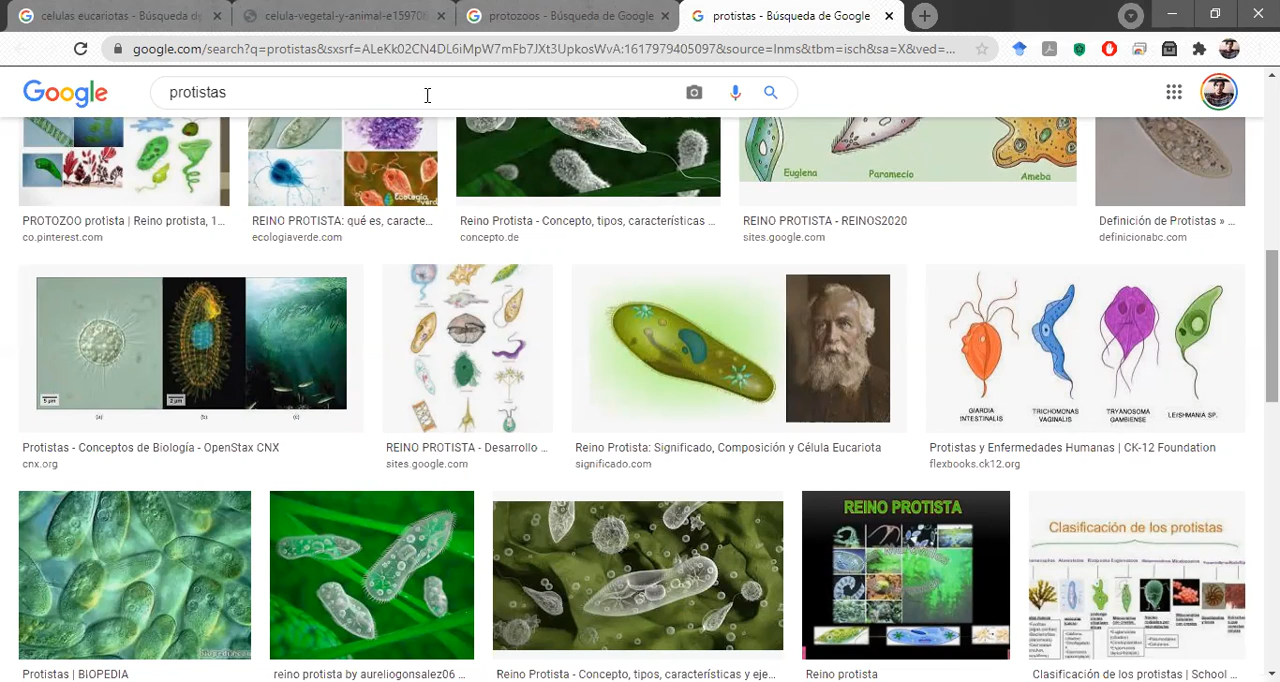 celulas eucariotas - Búsqueda de
celula-vegetal-y-animal-e15970
protozoos - Búsqueda de Google
protistas - Búsqueda de Google
google.com/search?q=protistas&sxsrf=ALeKk02CN4DL6iMpW7mFD7JXt3UpkosWvA:1617979405097&source=lnms&tbm=isch&sa=X&ved=...
Google
protistas
Euglena
Paramecio
Ameba
PROTOZOO protista | Reino protista, 1...
co.pinterest.com
REINO PROTISTA: qué es, caracte...
ecologiaverde.com
Reino Protista - Concepto, tipos, características ...
concepto.de
REINO PROTISTA - REINOS2020
sites.google.com
Definición de Protistas » ...
definicionabc.com
5 μm
2 μm
(a)
(b)
(c)
GIARDIA INTESTINALIS
TRICHOMONAS VAGINALIS
TRYANOSOMA GAMBIENSE
LEISHMANIA SP.
Protistas - Conceptos de Biología - OpenStax CNX
cnx.org
REINO PROTISTA - Desarrollo ...
sites.google.com
Reino Protista: Significado, Composición y Célula Eucariota
significado.com
Protistas y Enfermedades Humanas | CK-12 Foundation
flexbooks.ck12.org
REINO PROTISTA
Clasificación de los protistas
Protistas | BIOPEDIA
reino protista by aureliogonsalez06 ...
Reino Protista - Concepto, tipos, características y eje...
Reino protista
Clasificación de los protistas | School ...